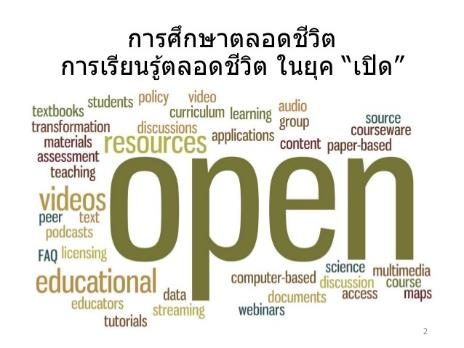 การศึกษาตลอดชีวิต
การเรียนรู้ตลอดชีวิต ในยุค “เปิด”
textbooks students policy video audio
transformation discussions curriculum learning group source
materials resources applications content courseware
assessment paper-based
teaching
open
videos
peer text
podcasts
FAQ licensing
educational computer-based science multimedia
educators data documents discussion course
streaming access maps
tutorials webinars
2